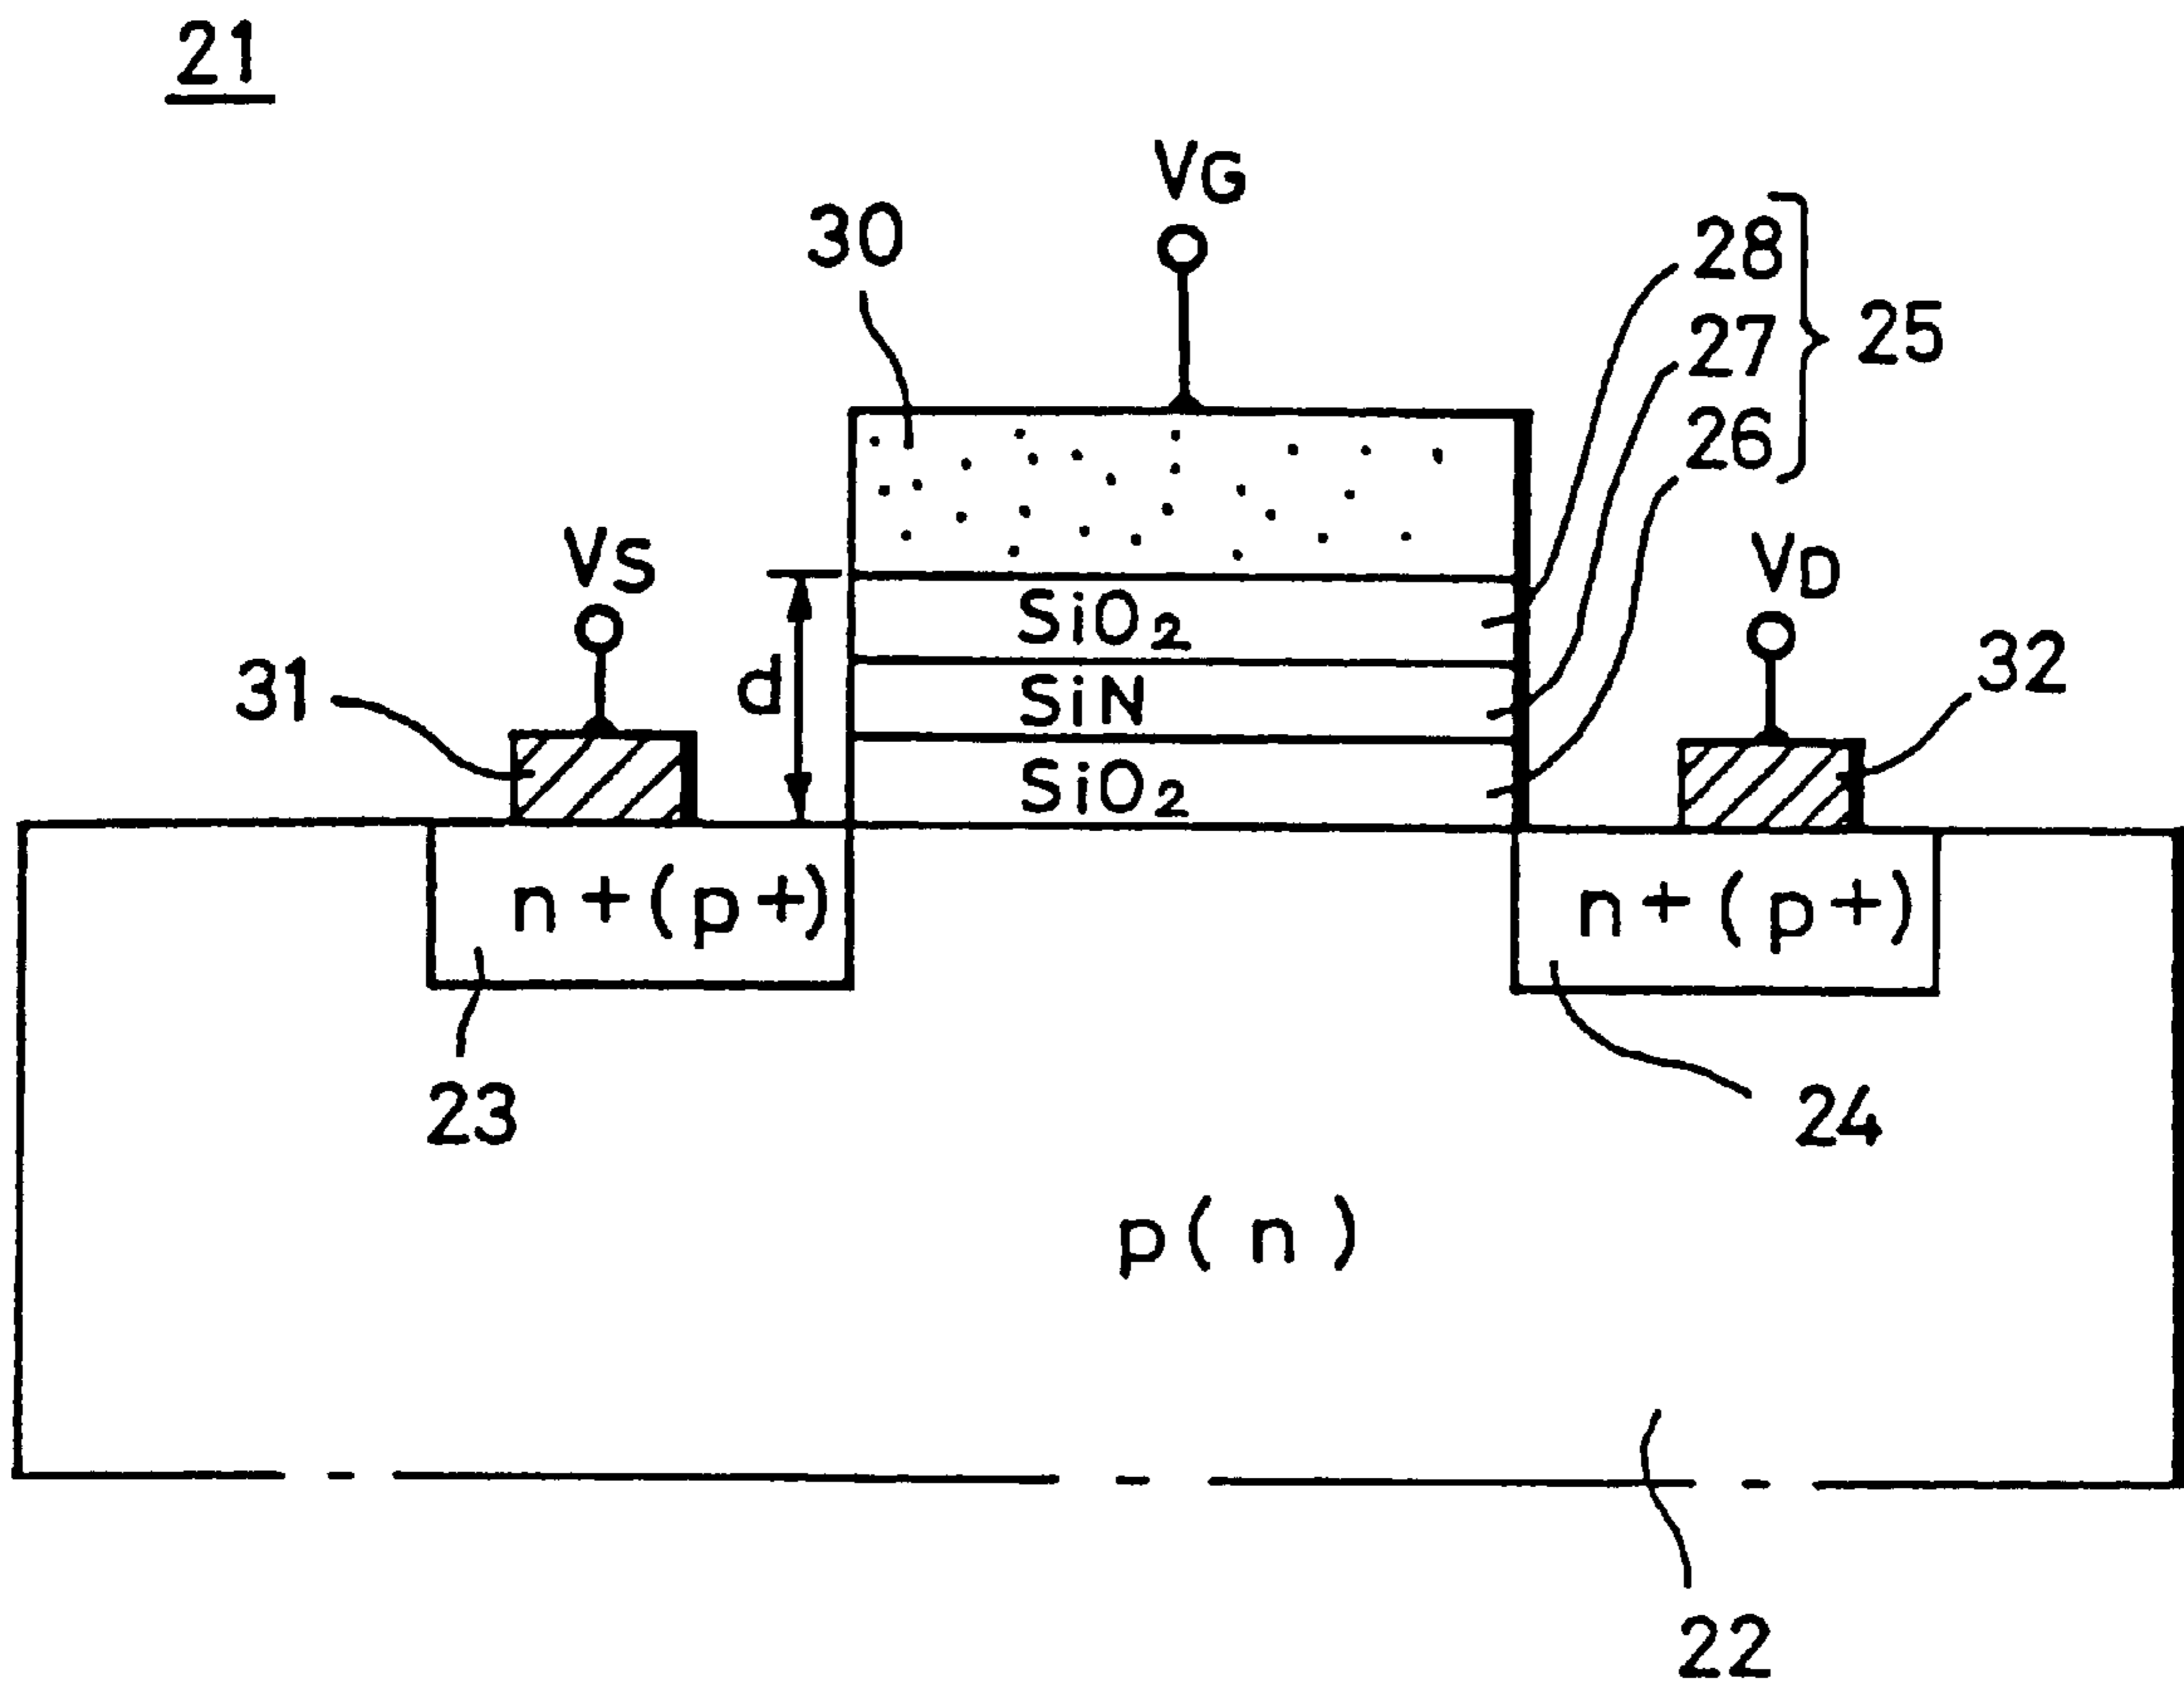 21
VG
30
28
27
25
26
VS
VD
SiO2
31
d
SiN
32
SiO2
n+(p+)
n+(p+)
23
24
p(n)
22